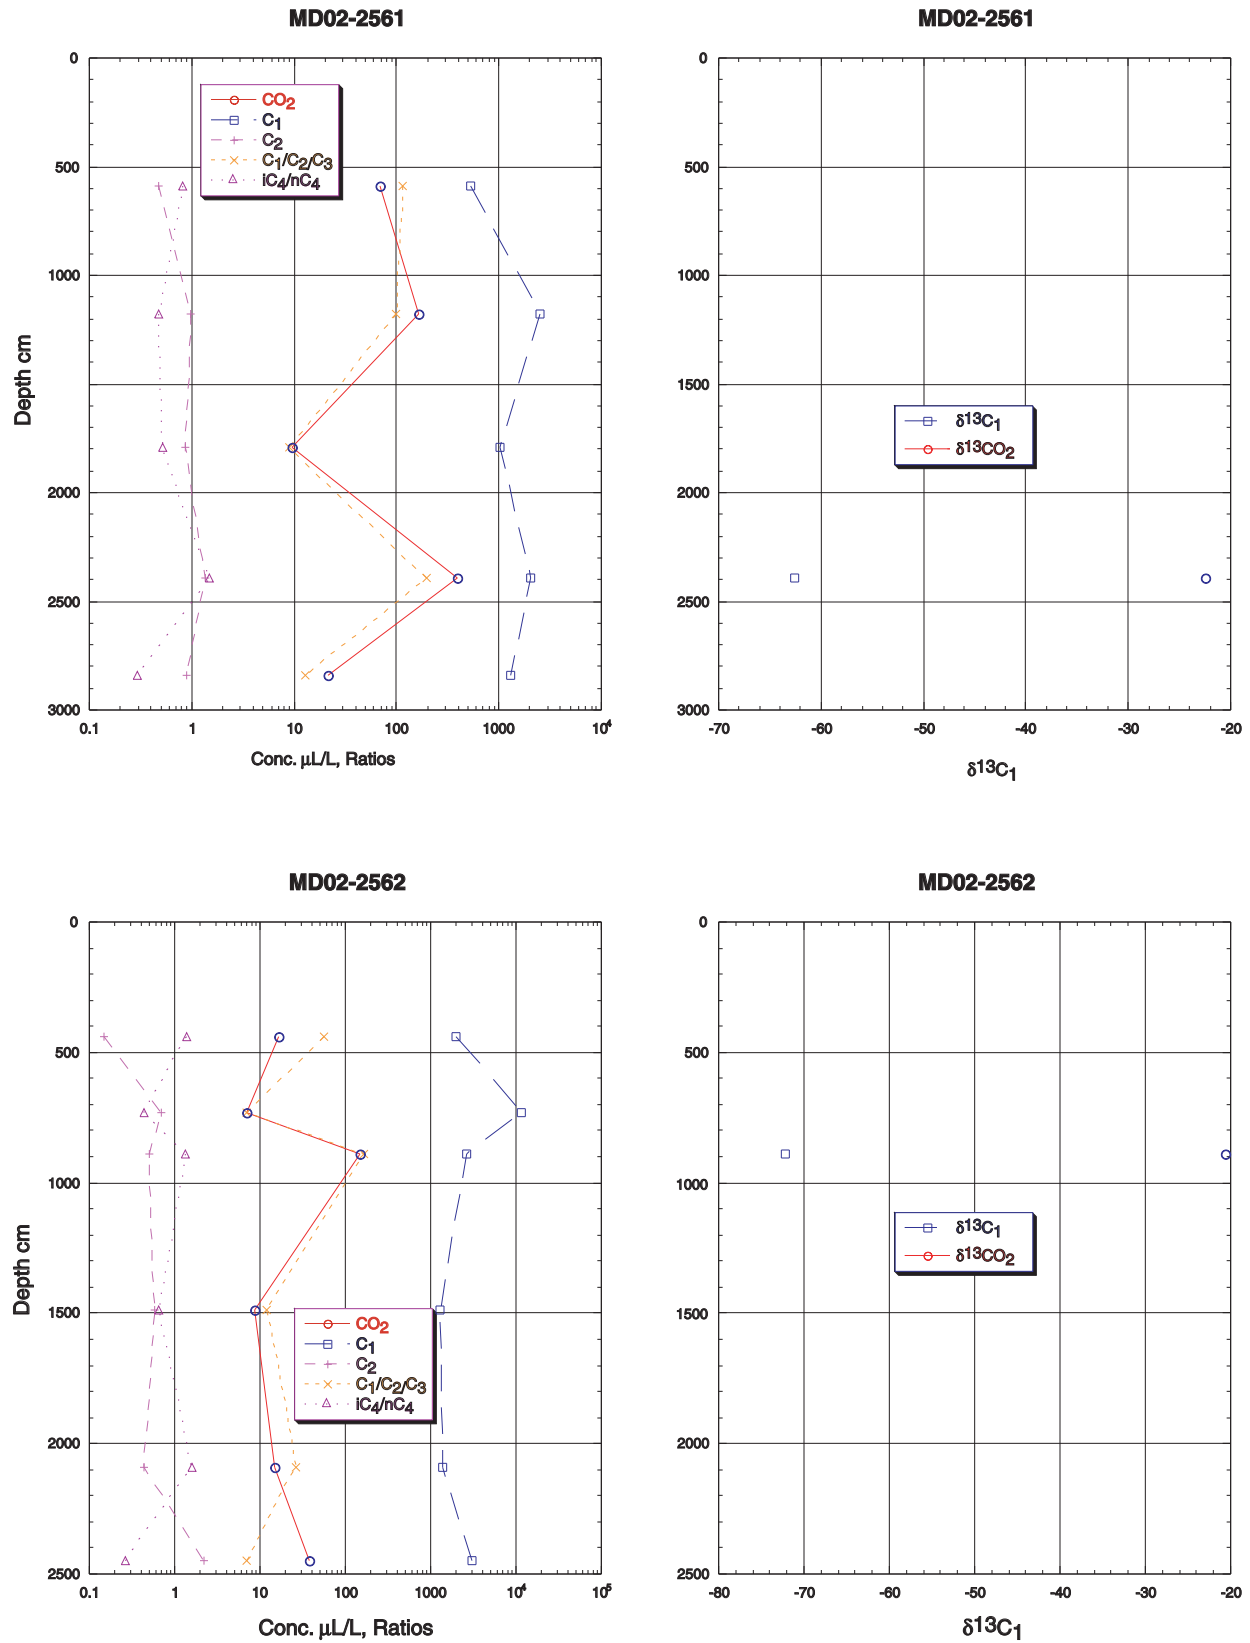 MD02-2561
0
500
1000
1500
2000
2500
3000
Depth cm
CO2
C1
C2
C1/C2/C3
iC4/nC4
0.1 1 10 100 1000 10^4
Conc. μL/L, Ratios
MD02-2561
0
500
1000
1500
2000
2500
3000
δ13C1
δ13CO2
-70 -60 -50 -40 -30 -20
δ13C1
MD02-2562
0
500
1000
1500
2000
2500
Depth cm
CO2
C1
C2
C1/C2/C3
iC4/nC4
0.1 1 10 100 1000 10^4 10^5
Conc. μL/L, Ratios
MD02-2562
0
500
1000
1500
2000
2500
δ13C1
δ13CO2
-80 -70 -60 -50 -40 -30 -20
δ13C1